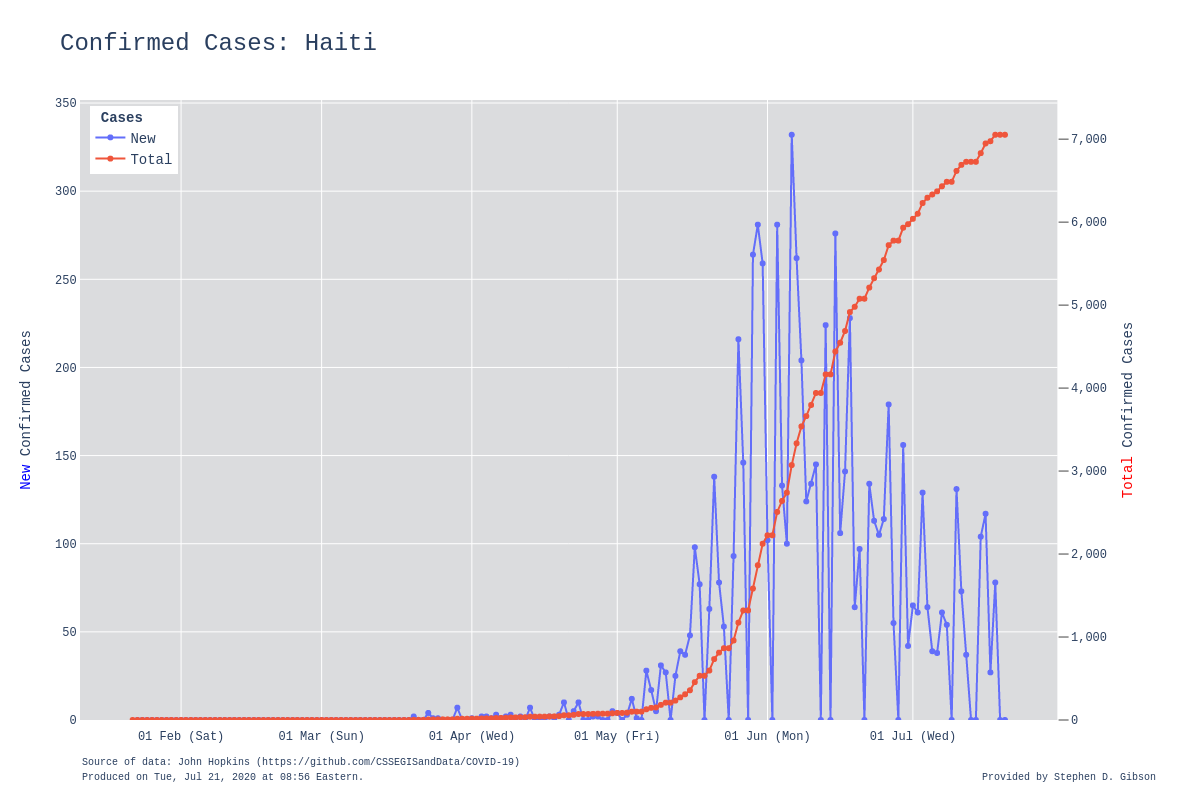 Confirmed Cases: Haiti
Cases
New
Total
350
300
250
200
150
100
50
0
7,000
6,000
5,000
4,000
3,000
2,000
1,000
0
New Confirmed Cases
Total Confirmed Cases
01 Feb (Sat)
01 Mar (Sun)
01 Apr (Wed)
01 May (Fri)
01 Jun (Mon)
01 Jul (Wed)
Source of data: John Hopkins (https://github.com/CSSEGISandData/COVID-19)
Produced on Tue, Jul 21, 2020 at 08:56 Eastern.
Provided by Stephen D. Gibson